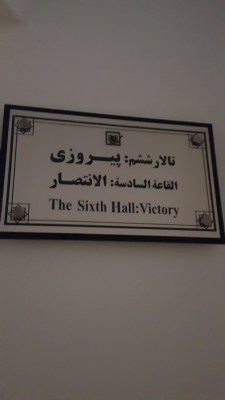 تالار ششم: پیروزی
القاعة السادسة: الانتصار
The Sixth Hall:Victory